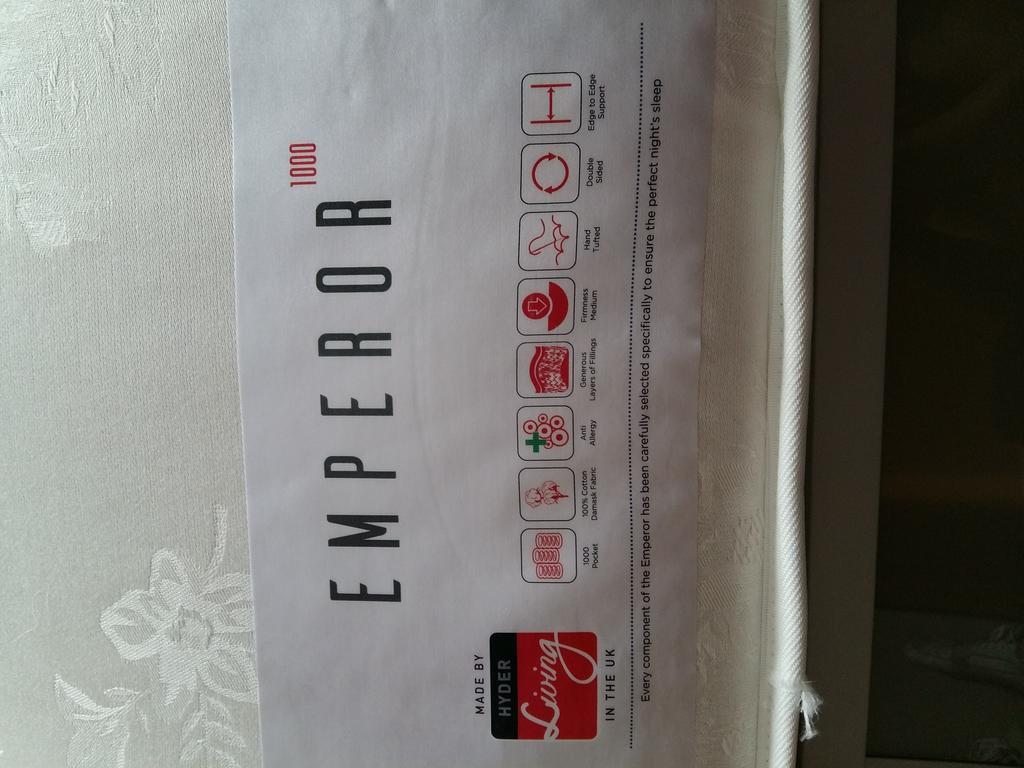 EMPEROR 1000
MADE BY
HYDER
Living
IN THE UK
1000
Pocket
100% Cotton
Damask Fabric
Anti
Allergy
Generous
Layers of Fillings
Firmness
Medium
Hand
Tufted
Double
Sided
Edge to Edge
Support
Every component of the Emperor has been carefully selected specifically to ensure the perfect night's sleep